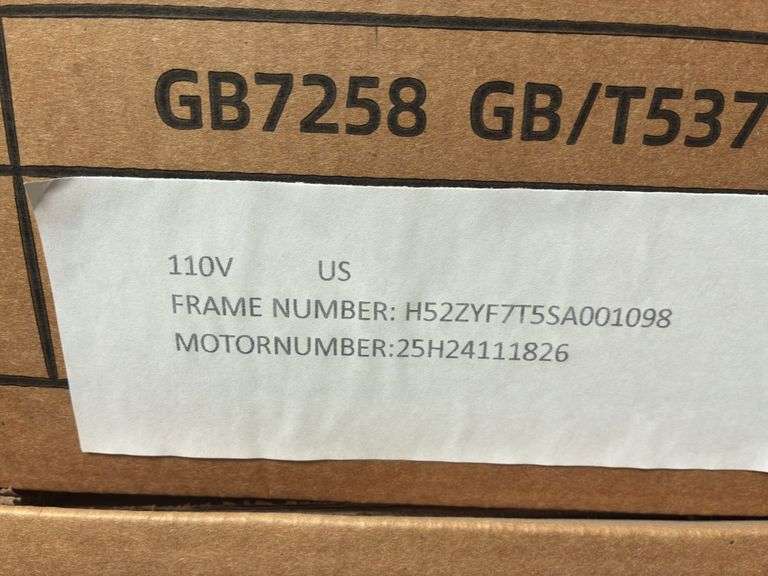 GB7258 GB/T537
110V US
FRAME NUMBER: H52ZYF7T5SA001098
MOTORNUMBER:25H24111826